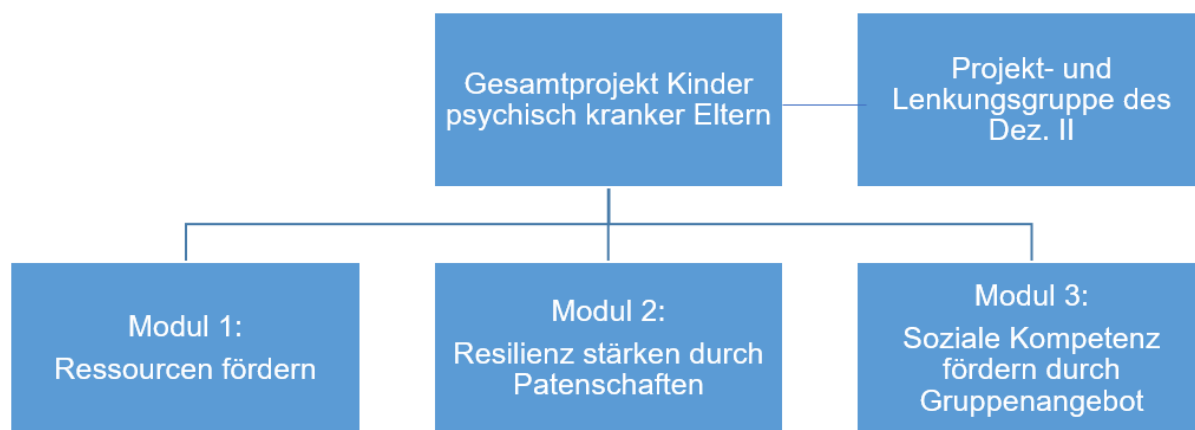 Gesamtprojekt Kinder
psychisch kranker Eltern
Projekt- und
Lenkungsgruppe des
Dez. II
Modul 1:
Ressourcen fördern
Modul 2:
Resilienz stärken durch
Patenschaften
Modul 3:
Soziale Kompetenz
fördern durch
Gruppenangebot